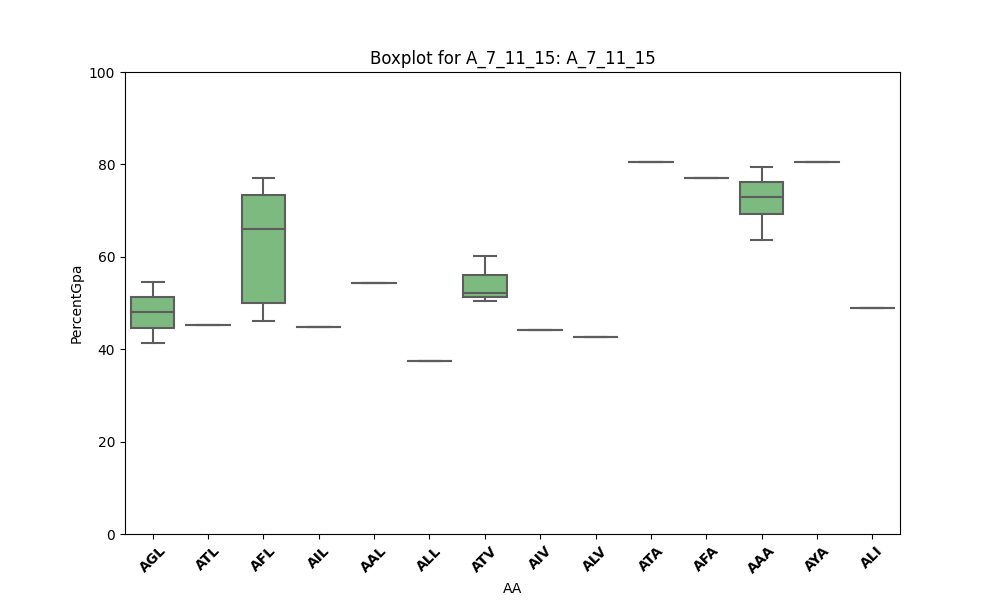 Boxplot for A_7_11_15: A_7_11_15
PercentGpa
100
80
60
40
20
0
AGL ATL AFL AIL AAL ALL ATV AIV ALV ATA AFA AAA AYA ALI
AA